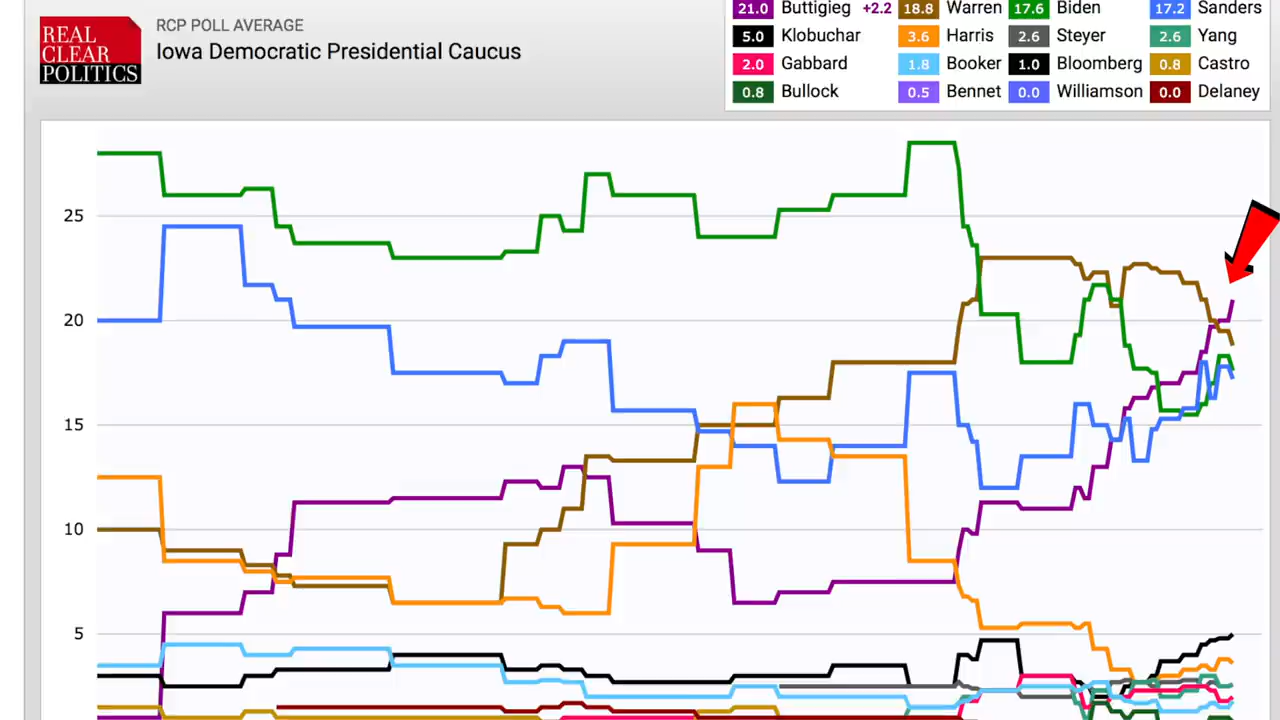 REAL
CLEAR
POLITICS
RCP POLL AVERAGE
Iowa Democratic Presidential Caucus
21.0 Buttigieg +2.2 18.8 Warren 17.6 Biden 17.2 Sanders
5.0 Klobuchar 3.6 Harris 2.6 Steyer 2.6 Yang
2.0 Gabbard 1.8 Booker 1.0 Bloomberg 0.8 Castro
0.8 Bullock 0.5 Bennet 0.0 Williamson 0.0 Delaney
25
20
15
10
5